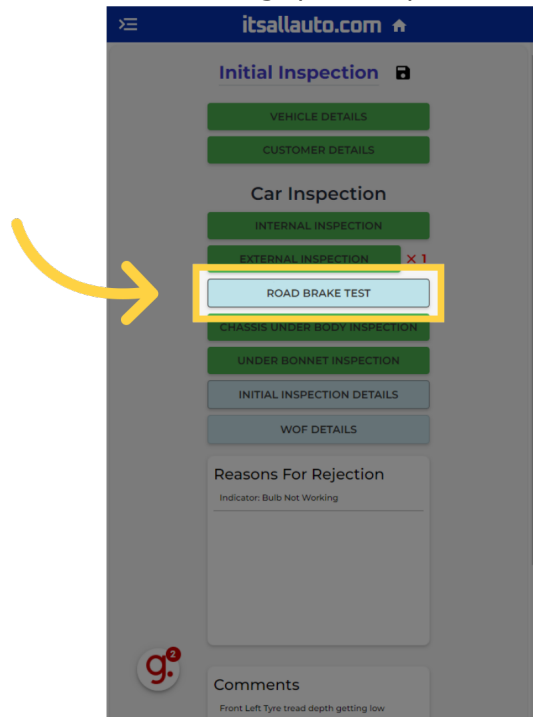 itsallauto.com
Initial Inspection
VEHICLE DETAILS
CUSTOMER DETAILS
Car Inspection
INTERNAL INSPECTION
EXTERNAL INSPECTION × 1
ROAD BRAKE TEST
CHASSIS UNDER BODY INSPECTION
UNDER BONNET INSPECTION
INITIAL INSPECTION DETAILS
WOF DETAILS
Reasons For Rejection
Indicator: Bulb Not Working
g. 2
Comments
Front Left Tyre tread depth getting low